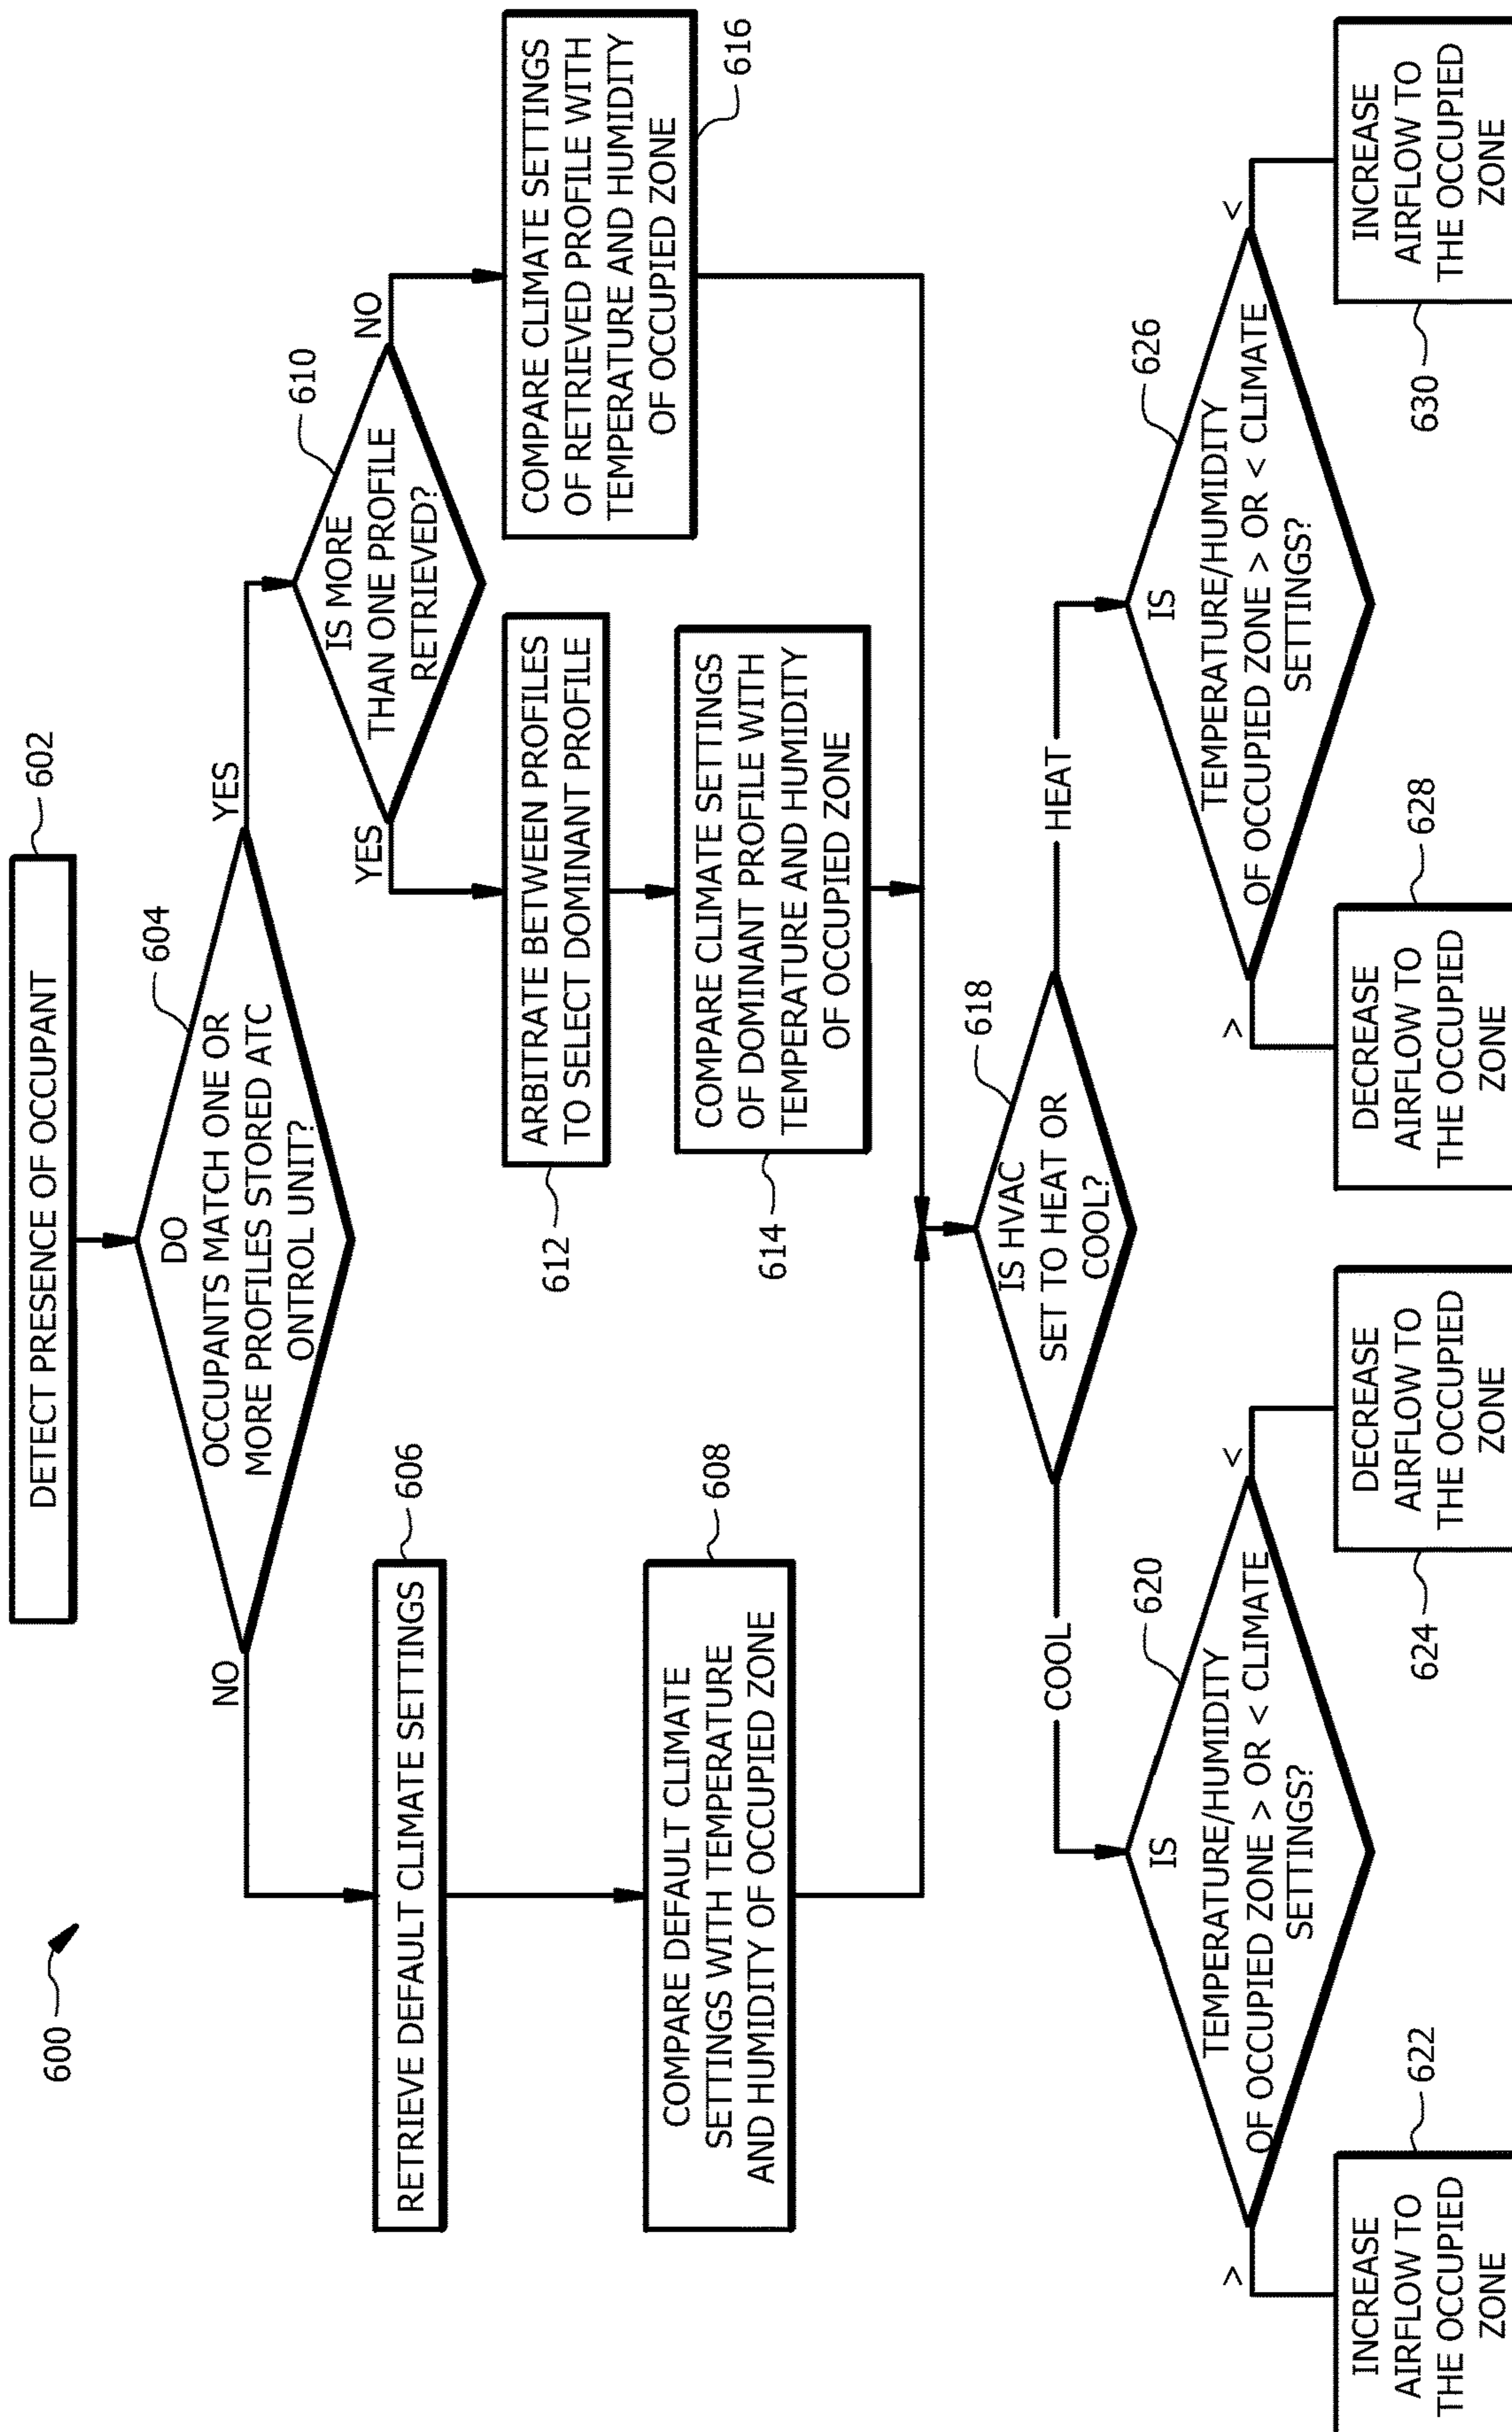 600
DETECT PRESENCE OF OCCUPANT
602
DO
OCCUPANTS MATCH ONE OR
MORE PROFILES STORED ATC
ONTROL UNIT?
604
NO
YES
RETRIEVE DEFAULT CLIMATE SETTINGS
606
COMPARE DEFAULT CLIMATE
SETTINGS WITH TEMPERATURE
AND HUMIDITY OF OCCUPIED ZONE
608
IS MORE
THAN ONE PROFILE
RETRIEVED?
610
YES
NO
ARBITRATE BETWEEN PROFILES
TO SELECT DOMINANT PROFILE
612
COMPARE CLIMATE SETTINGS
OF DOMINANT PROFILE WITH
TEMPERATURE AND HUMIDITY
OF OCCUPIED ZONE
614
COMPARE CLIMATE SETTINGS
OF RETRIEVED PROFILE WITH
TEMPERATURE AND HUMIDITY
OF OCCUPIED ZONE
616
IS HVAC
SET TO HEAT OR
COOL?
618
COOL
HEAT
IS
TEMPERATURE/HUMIDITY
OF OCCUPIED ZONE > OR < CLIMATE
SETTINGS?
620
>
<
INCREASE
AIRFLOW TO
THE OCCUPIED
ZONE
622
DECREASE
AIRFLOW TO
THE OCCUPIED
ZONE
624
IS
TEMPERATURE/HUMIDITY
OF OCCUPIED ZONE > OR < CLIMATE
SETTINGS?
626
>
<
DECREASE
AIRFLOW TO
THE OCCUPIED
ZONE
628
INCREASE
AIRFLOW TO
THE OCCUPIED
ZONE
630